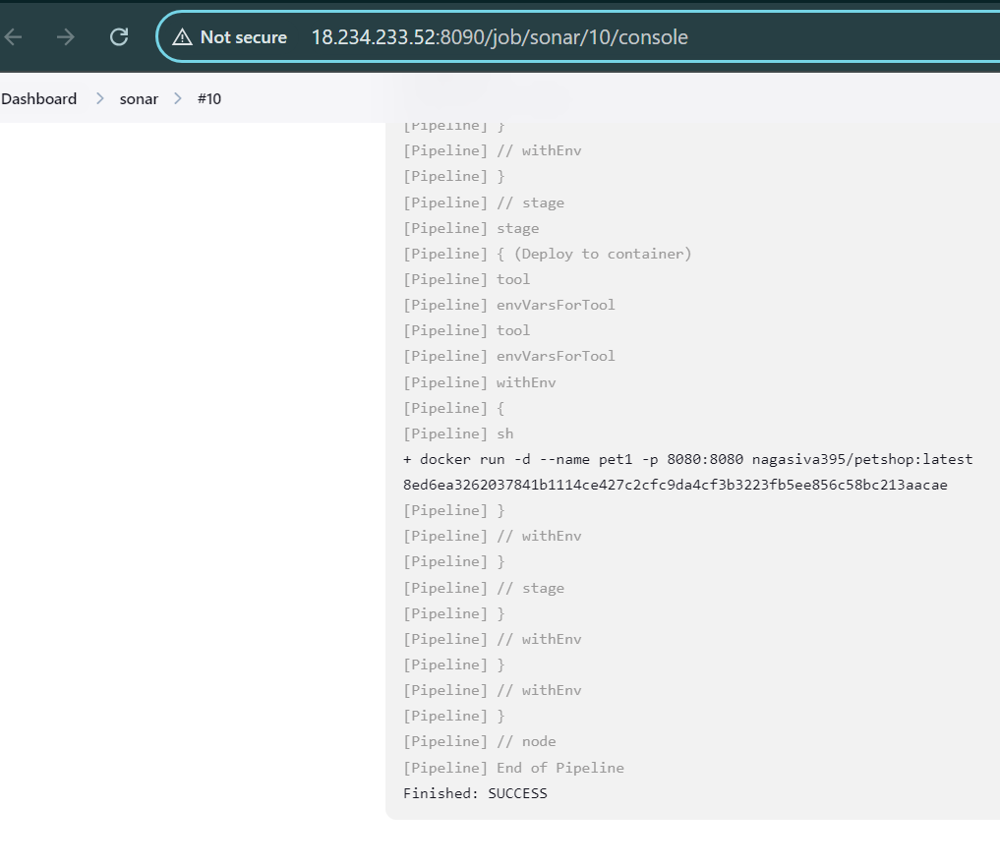 Not secure 18.234.233.52:8090/job/sonar/10/console
Dashboard > sonar > #10
[Pipeline] }
[Pipeline] // withEnv
[Pipeline] }
[Pipeline] // stage
[Pipeline] stage
[Pipeline] { (Deploy to container)
[Pipeline] tool
[Pipeline] envVarsForTool
[Pipeline] tool
[Pipeline] envVarsForTool
[Pipeline] withEnv
[Pipeline] {
[Pipeline] sh
+ docker run -d --name pet1 -p 8080:8080 nagasiva395/petshop:latest
8ed6ea3262037841b1114ce427c2cfc9da4cf3b3223fb5ee856c58bc213aacae
[Pipeline] }
[Pipeline] // withEnv
[Pipeline] }
[Pipeline] // stage
[Pipeline] }
[Pipeline] // withEnv
[Pipeline] }
[Pipeline] // withEnv
[Pipeline] }
[Pipeline] // node
[Pipeline] End of Pipeline
Finished: SUCCESS